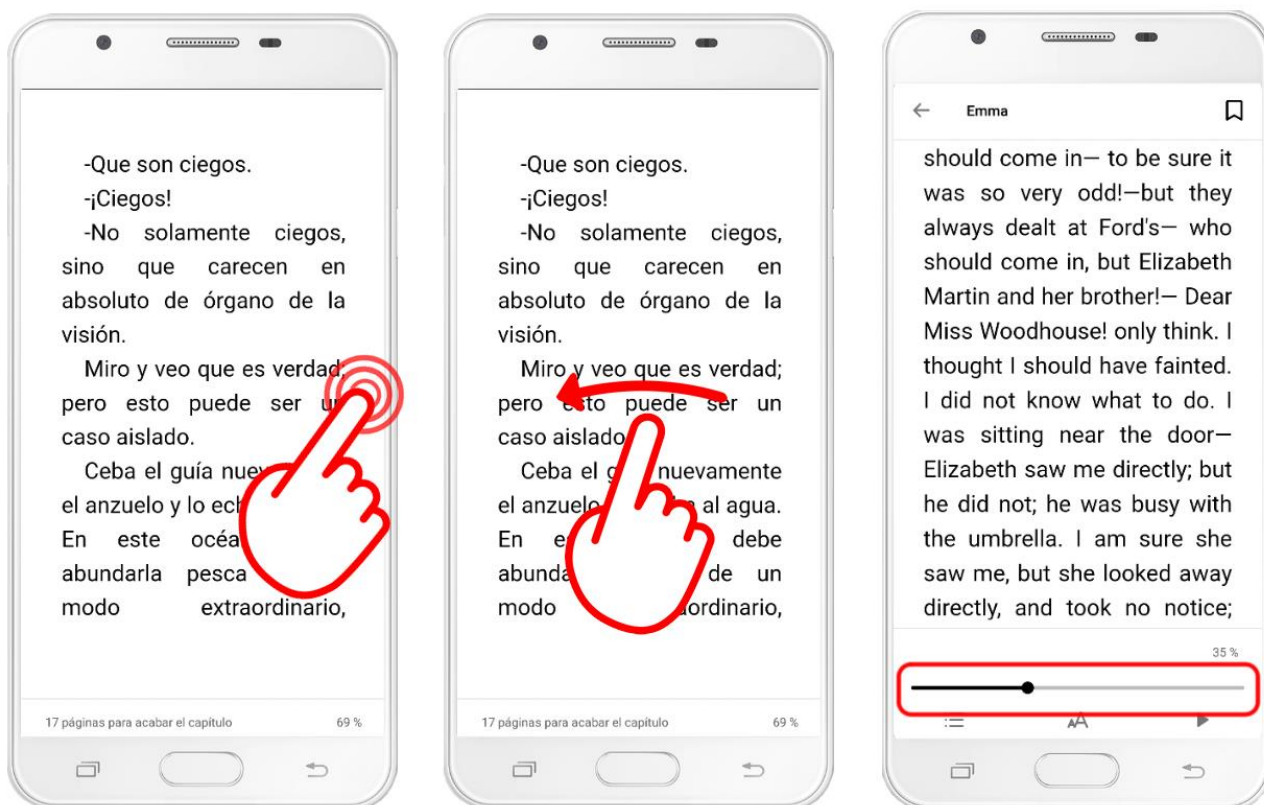 -Que son ciegos.
-¡Ciegos!
-No solamente ciegos,
sino que carecen en
absoluto de órgano de la
visión.
Miro y veo que es verdad;
pero esto puede ser un
caso aislado.
Ceba el guía
el anzuelo y lo
En este
abundarla pesca
modo extraordinario,
17 páginas para acabar el capítulo 69 %
-Que son ciegos.
-¡Ciegos!
-No solamente ciegos,
sino que carecen en
absoluto de órgano de la
visión.
Miro y veo que es verdad;
pero esto puede ser un
caso aislado
Ceba el nuevamente
el anzuelo al agua.
En debe
de un
modo
17 páginas para acabar el capítulo 69 %
Emma
should come in— to be sure it
was so very odd!—but they
always dealt at Ford's— who
should come in, but Elizabeth
Martin and her brother!— Dear
Miss Woodhouse! only think. I
thought I should have fainted.
I did not know what to do. I
was sitting near the door—
Elizabeth saw me directly; but
he did not; he was busy with
the umbrella. I am sure she
saw me, but she looked away
directly, and took no notice;
35 %
AA